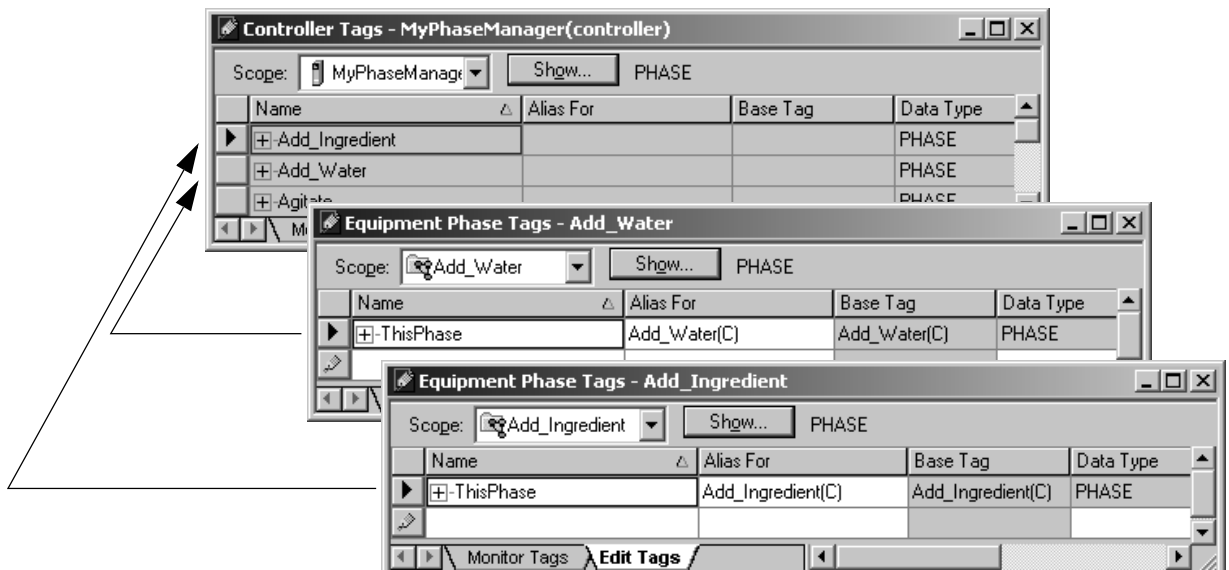 Controller Tags - MyPhaseManager(controller)
Scope: MyPhaseManage Show... PHASE
Name Alias For Base Tag Data Type
Add_Ingredient PHASE
Add_Water PHASE
Agitate PHASE
Equipment Phase Tags - Add_Water
Scope: Add_Water Show... PHASE
Name Alias For Base Tag Data Type
ThisPhase Add_Water(C) Add_Water(C) PHASE
Equipment Phase Tags - Add_Ingredient
Scope: Add_Ingredient Show... PHASE
Name Alias For Base Tag Data Type
ThisPhase Add_Ingredient(C) Add_Ingredient(C) PHASE
Monitor Tags Edit Tags